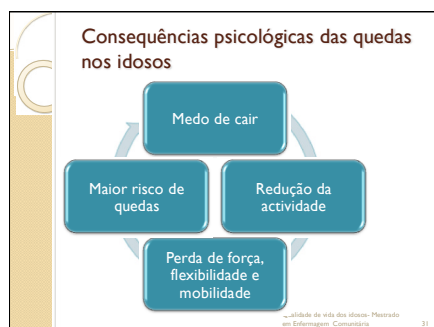 Consequências psicológicas das quedas
nos idosos
Medo de cair
Redução da
actividade
Perda de força,
flexibilidade e
mobilidade
Maior risco de
quedas
ualidade de vida dos idosos- Mestrado
em Enfermagem Comunitária
31